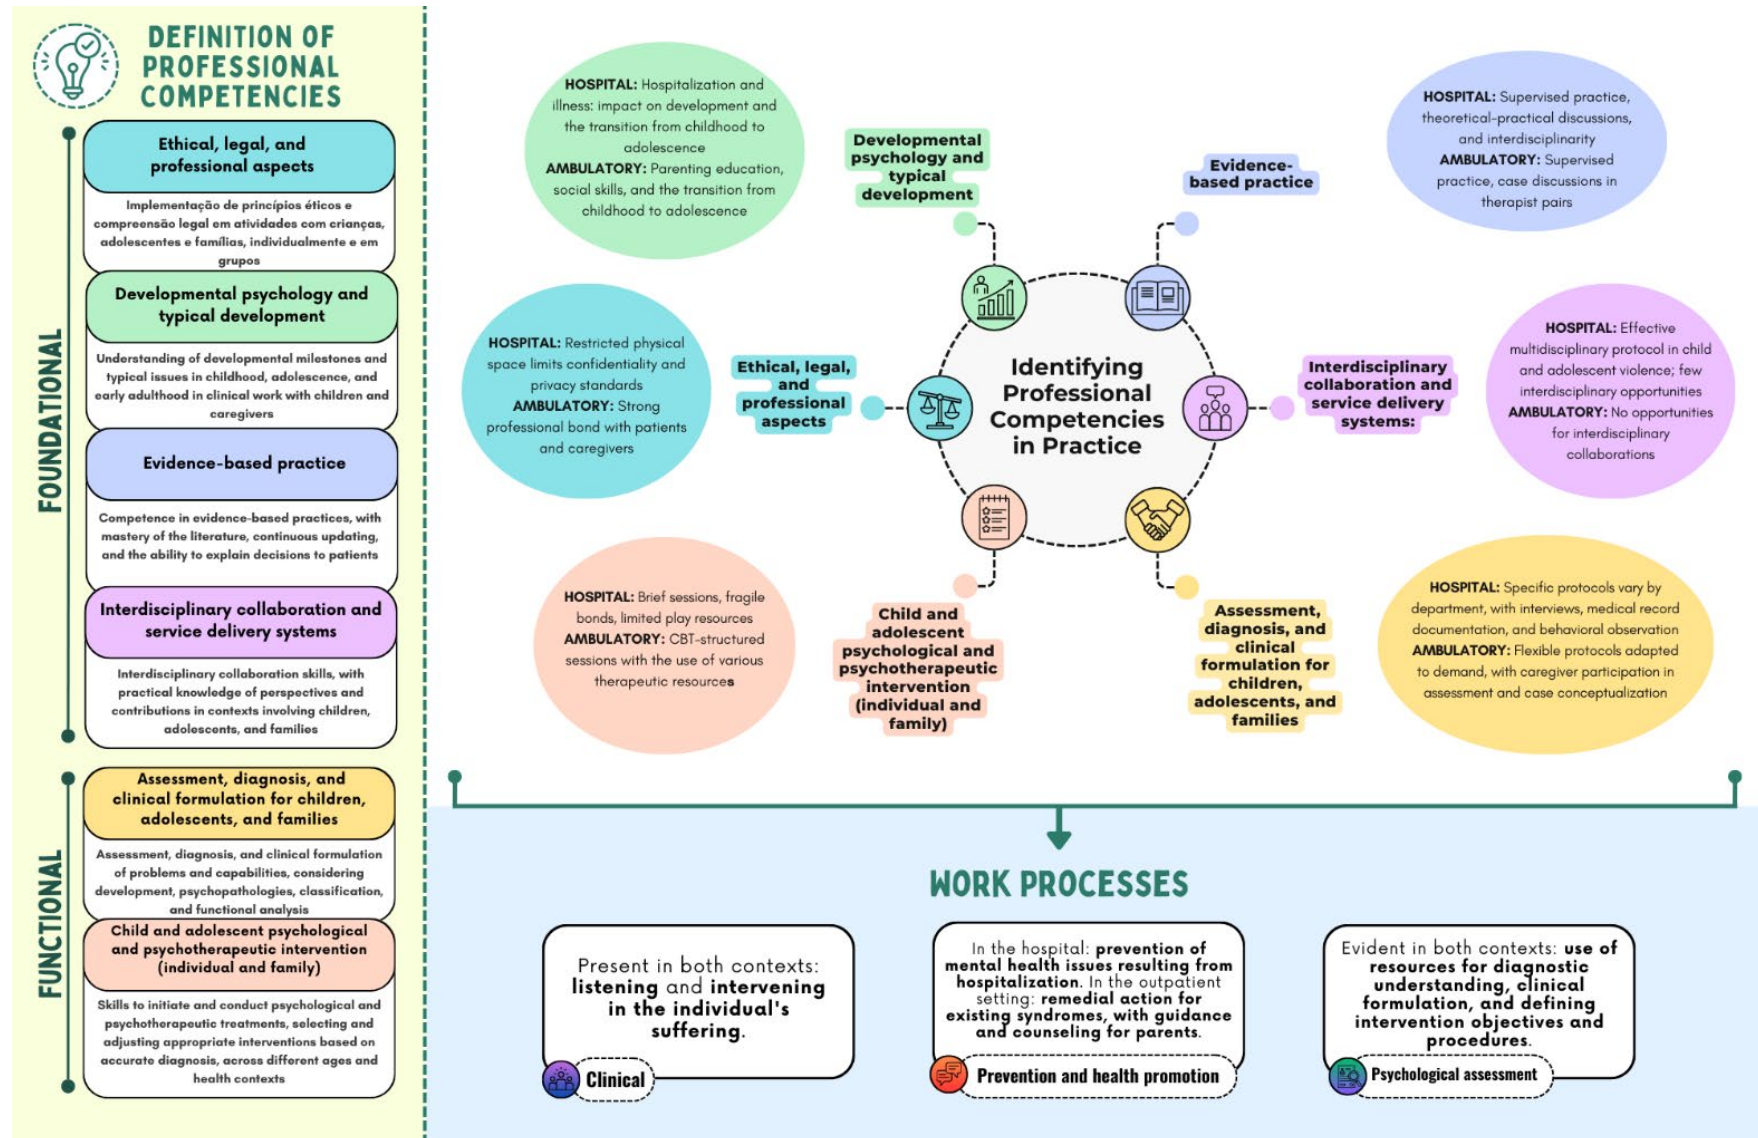 DEFINITION OF
PROFESSIONAL
COMPETENCIES
FOUNDATIONAL
Ethical, legal, and
professional aspects
Implementação de princípios éticos e
compreensão legal em atividades com crianças,
adolescentes e famílias, individualmente e em
grupos
Developmental psychology and
typical development
Understanding of developmental milestones and
typical issues in childhood, adolescence, and
early adulthood in clinical work with children and
caregivers
Evidence-based practice
Competence in evidence-based practices, with
mastery of the literature, continuous updating,
and the ability to explain decisions to patients
Interdisciplinary collaboration and
service delivery systems
Interdisciplinary collaboration skills, with
practical knowledge of perspectives and
contributions in contexts involving children,
adolescents, and families
FUNCTIONAL
Assessment, diagnosis, and
clinical formulation for children,
adolescents, and families
Assessment, diagnosis, and clinical formulation
of problems and capabilities, considering
development, psychopathologies, classification,
and functional analysis
Child and adolescent psychological
and psychotherapeutic intervention
(individual and family)
Skills to initiate and conduct psychological and
psychotherapeutic treatments, selecting and
adjusting appropriate interventions based on
accurate diagnosis, across different ages and
health contexts
HOSPITAL: Hospitalization and
illness: impact on development and
the transition from childhood to
adolescence
AMBULATORY: Parenting education,
social skills, and the transition from
childhood to adolescence
Developmental
psychology and
typical
development
Evidence-
based practice
HOSPITAL: Supervised practice,
theoretical-practical discussions,
and interdisciplinarity
AMBULATORY: Supervised
practice, case discussions in
therapist pairs
HOSPITAL: Restricted physical
space limits confidentiality and
privacy standards
AMBULATORY: Strong
professional bond with patients
and caregivers
Ethical, legal,
and
professional
aspects
Identifying
Professional
Competencies
in Practice
Interdisciplinary
collaboration and
service delivery
systems:
HOSPITAL: Effective
multidisciplinary protocol in child
and adolescent violence; few
interdisciplinary opportunities
AMBULATORY: No opportunities
for interdisciplinary
collaborations
HOSPITAL: Brief sessions, fragile
bonds, limited play resources
AMBULATORY: CBT-structured
sessions with the use of various
therapeutic resources
Child and
adolescent
psychological and
psychotherapeutic
intervention
(individual and
family)
Assessment,
diagnosis, and
clinical
formulation for
children,
adolescents, and
families
HOSPITAL: Specific protocols vary by
department, with interviews, medical record
documentation, and behavioral observation
AMBULATORY: Flexible protocols adapted
to demand, with caregiver participation in
assessment and case conceptualization
WORK PROCESSES
Present in both contexts:
listening and intervening
in the individual's
suffering.
Clinical
In the hospital: prevention of
mental health issues resulting from
hospitalization. In the outpatient
setting: remedial action for
existing syndromes, with guidance
and counseling for parents.
Prevention and health promotion
Evident in both contexts: use of
resources for diagnostic
understanding, clinical
formulation, and defining
intervention objectives and
procedures.
Psychological assessment